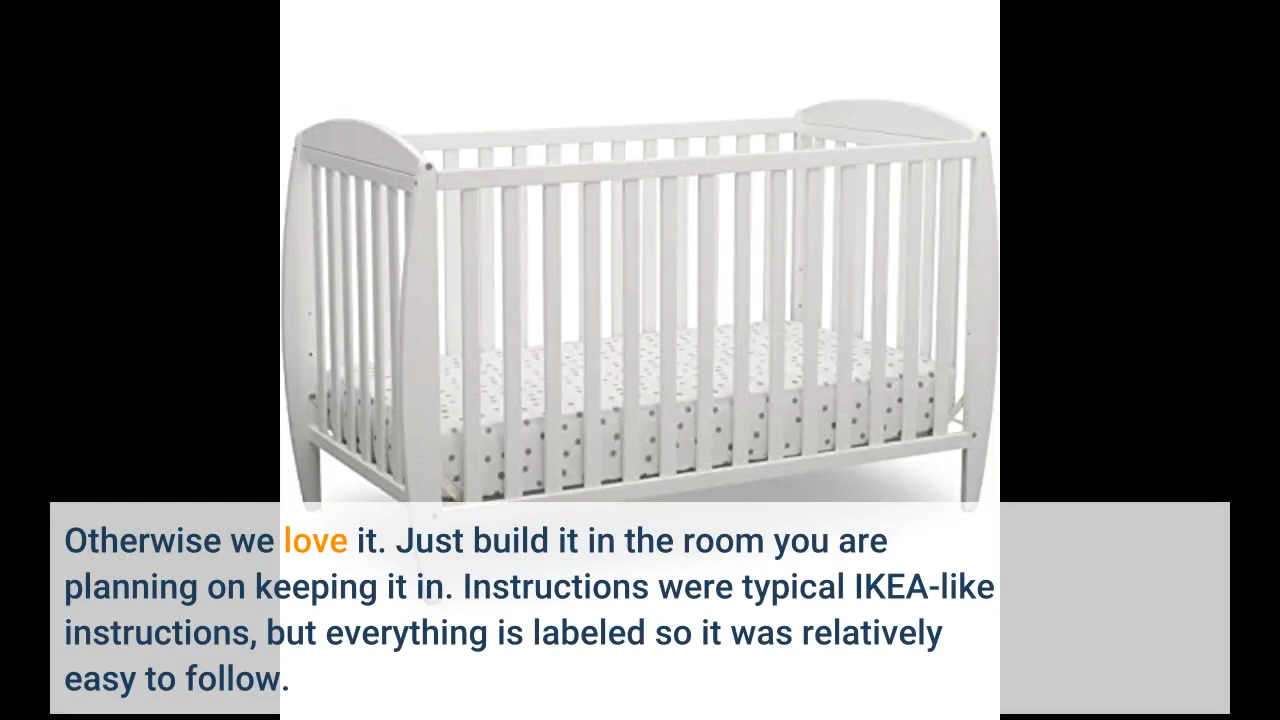 Otherwise we love it. Just build it in the room you are
planning on keeping it in. Instructions were typical IKEA-like
instructions, but everything is labeled so it was relatively
easy to follow.